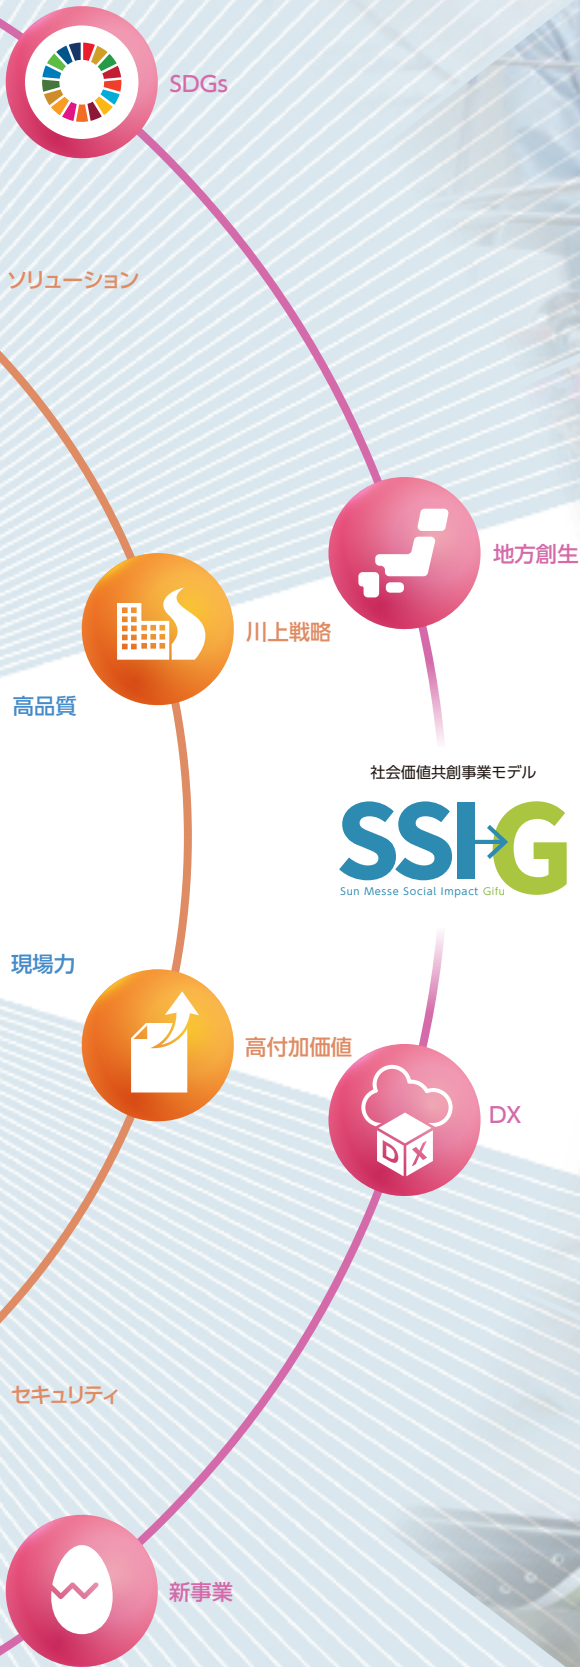 SDGs
ソリューション
地方創生
川上戦略
高品質
社会価値共創事業モデル
SSI→G
Sun Messe Social Impact Gifu
現場力
高付加価値
DX
DX
セキュリティ
新事業